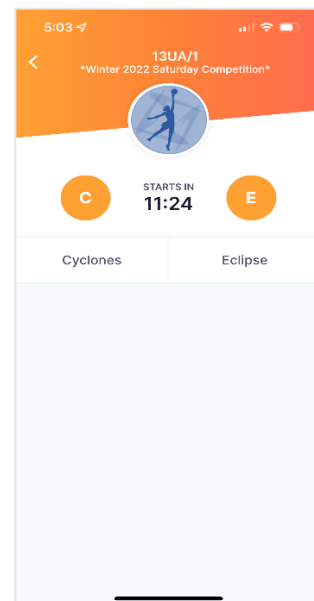 5:03
13UA/1
*Winter 2022 Saturday Competition*
C
STARTS IN
11:24
E
Cyclones
Eclipse